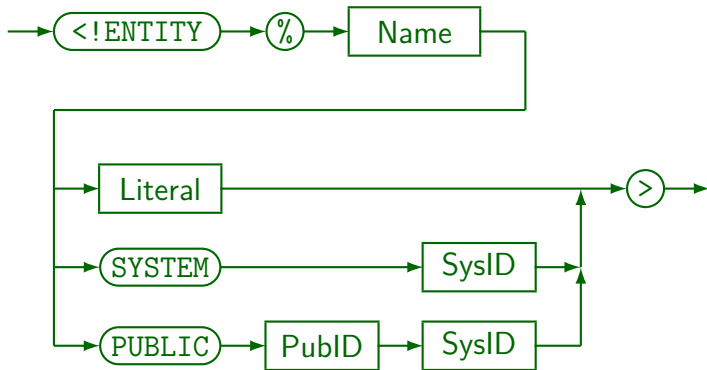 <!ENTITY % Name
Literal >
SYSTEM SysID
PUBLIC PubID SysID